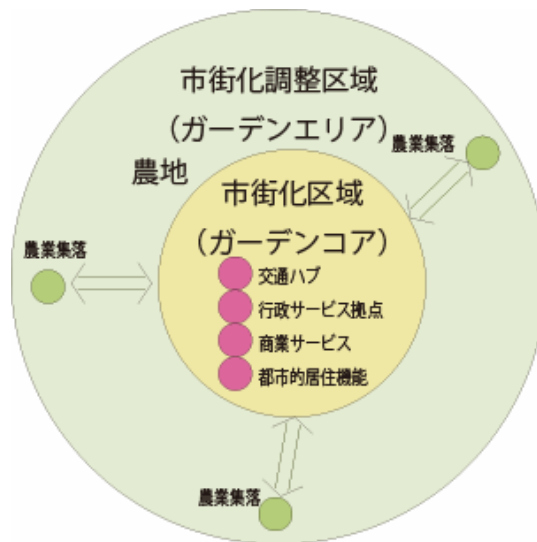 市街化調整区域
（ガーデンエリア）
農業集落
農地
市街化区域
（ガーデンコア）
農業集落
交通ハブ
行政サービス拠点
商業サービス
都市的居住機能
農業集落